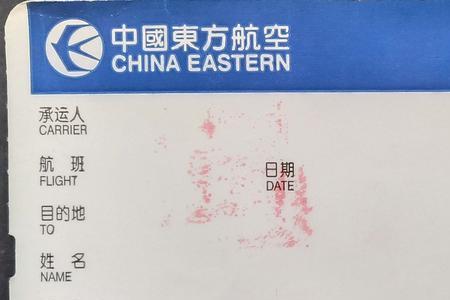 中國東方航空
CHINA EASTERN
承运人
CARRIER
航 班
FLIGHT
日期
DATE
目的地
TO
姓 名
NAME